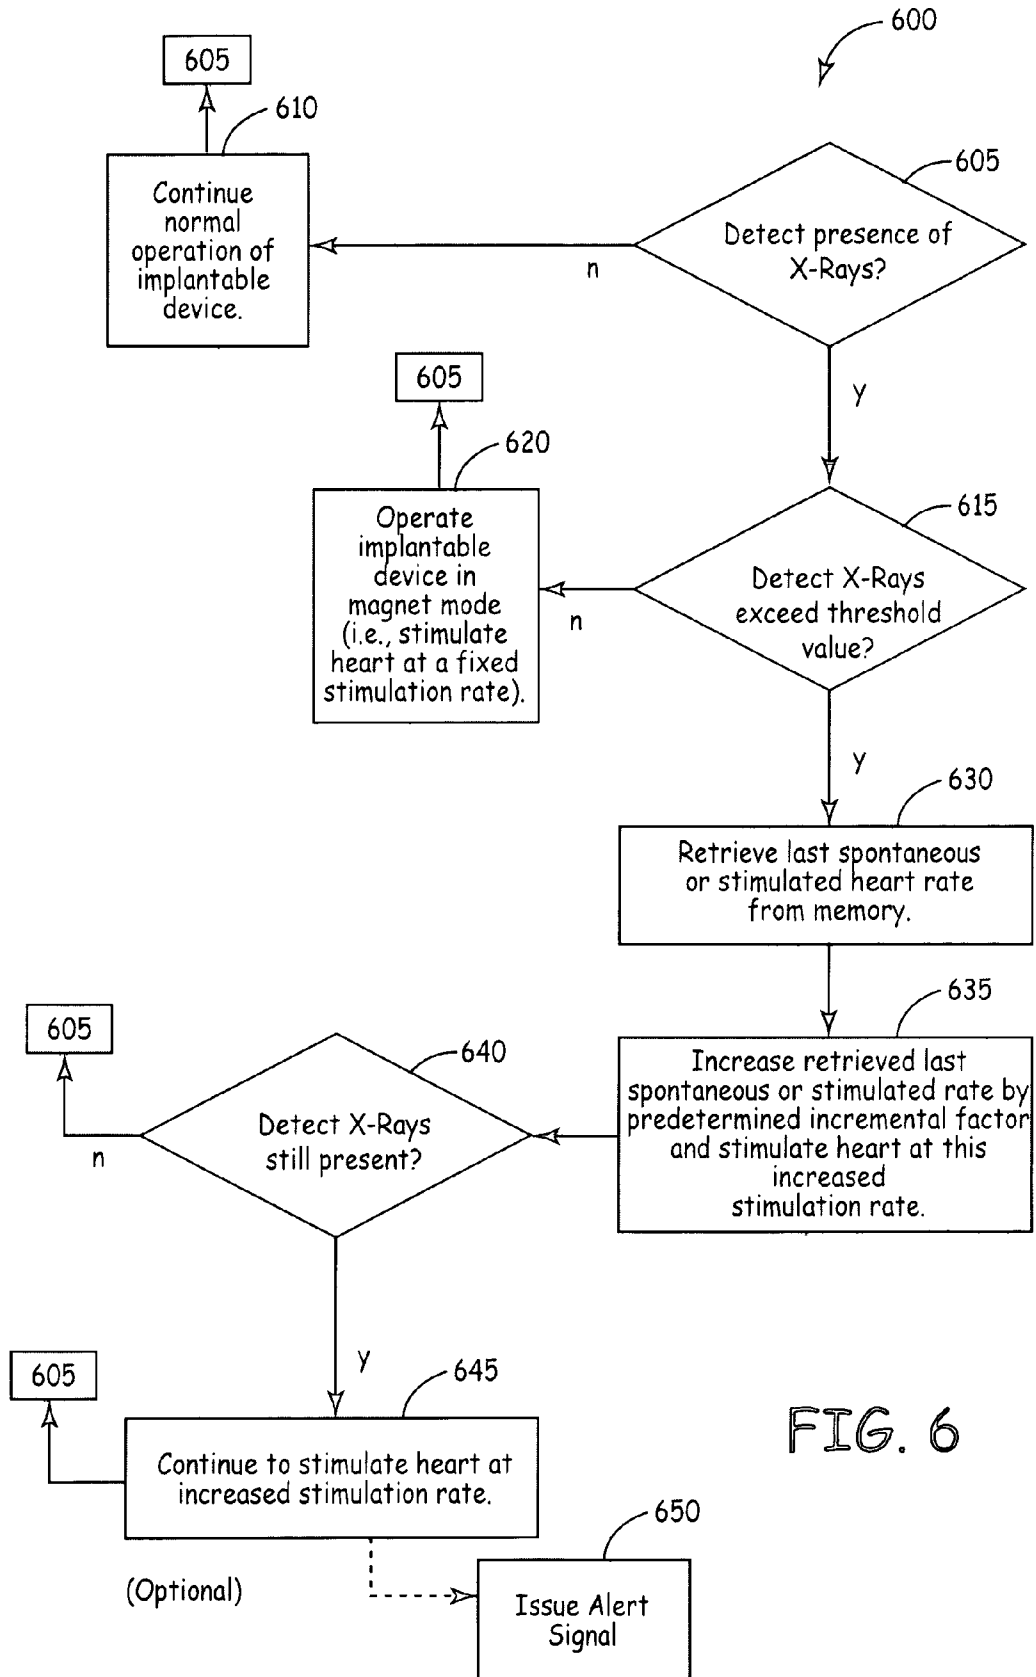 600
605
610
Continue
normal
operation of
implantable
device.
n
605
Detect presence of
X-Rays?
y
605
620
Operate
implantable
device in
magnet mode
(i.e., stimulate
heart at a fixed
stimulation rate).
n
615
Detect X-Rays
exceed threshold
value?
y
630
Retrieve last spontaneous
or stimulated heart rate
from memory.
635
Increase retrieved last
spontaneous or stimulated rate by
predetermined incremental factor
and stimulate heart at this
increased
stimulation rate.
605
n
640
Detect X-Rays
still present?
y
605
645
Continue to stimulate heart at
increased stimulation rate.
(Optional)
650
Issue Alert
Signal
FIG. 6